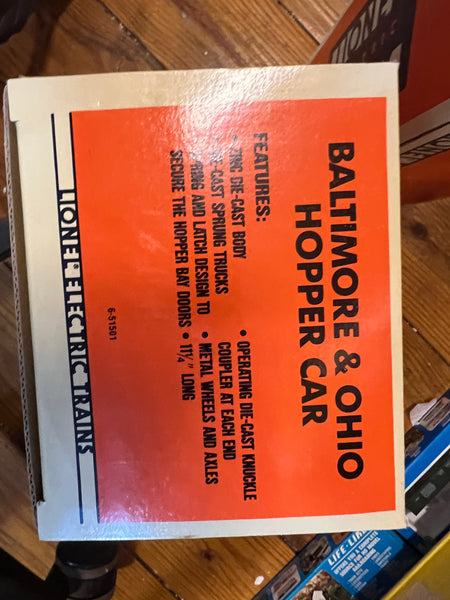 BALTIMORE & OHIO
HOPPER CAR
FEATURES:
• ZINC DIE-CAST BODY
• DIE-CAST SPRUNG TRUCKS
SPRING AND LATCH DESIGN TO
SECURE THE HOPPER BAY DOORS
• OPERATING DIE-CAST KNUCKLE
COUPLER AT EACH END
• METAL WHEELS AND AXLES
• 11¼" LONG
6-51501
LIONEL® ELECTRIC TRAINS
LIFE-LI